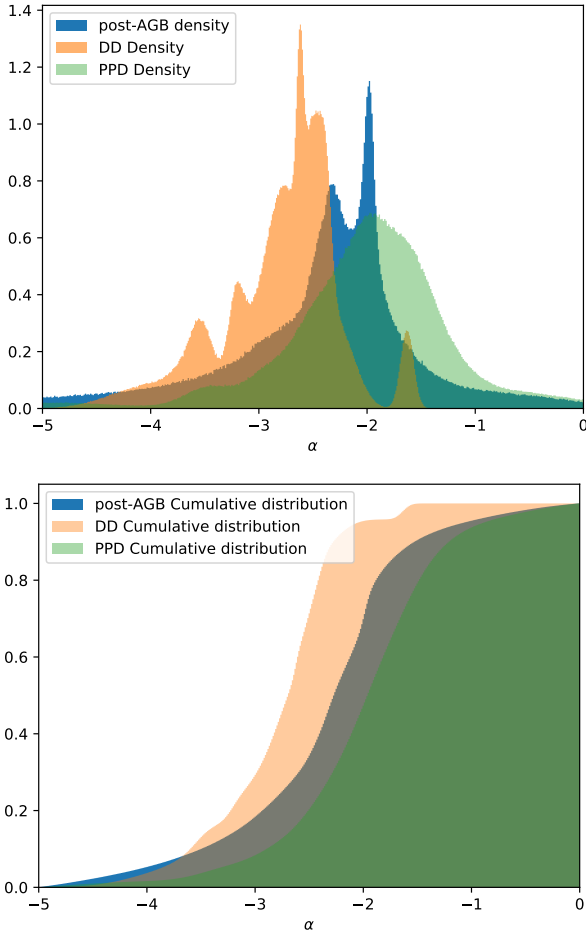 1.4
1.2
1.0
0.8
0.6
0.4
0.2
0.0
post-AGB density
DD Density
PPD Density
−5 −4 −3 −2 −1 0
α
1.0
0.8
0.6
0.4
0.2
0.0
post-AGB Cumulative distribution
DD Cumulative distribution
PPD Cumulative distribution
−5 −4 −3 −2 −1 0
α